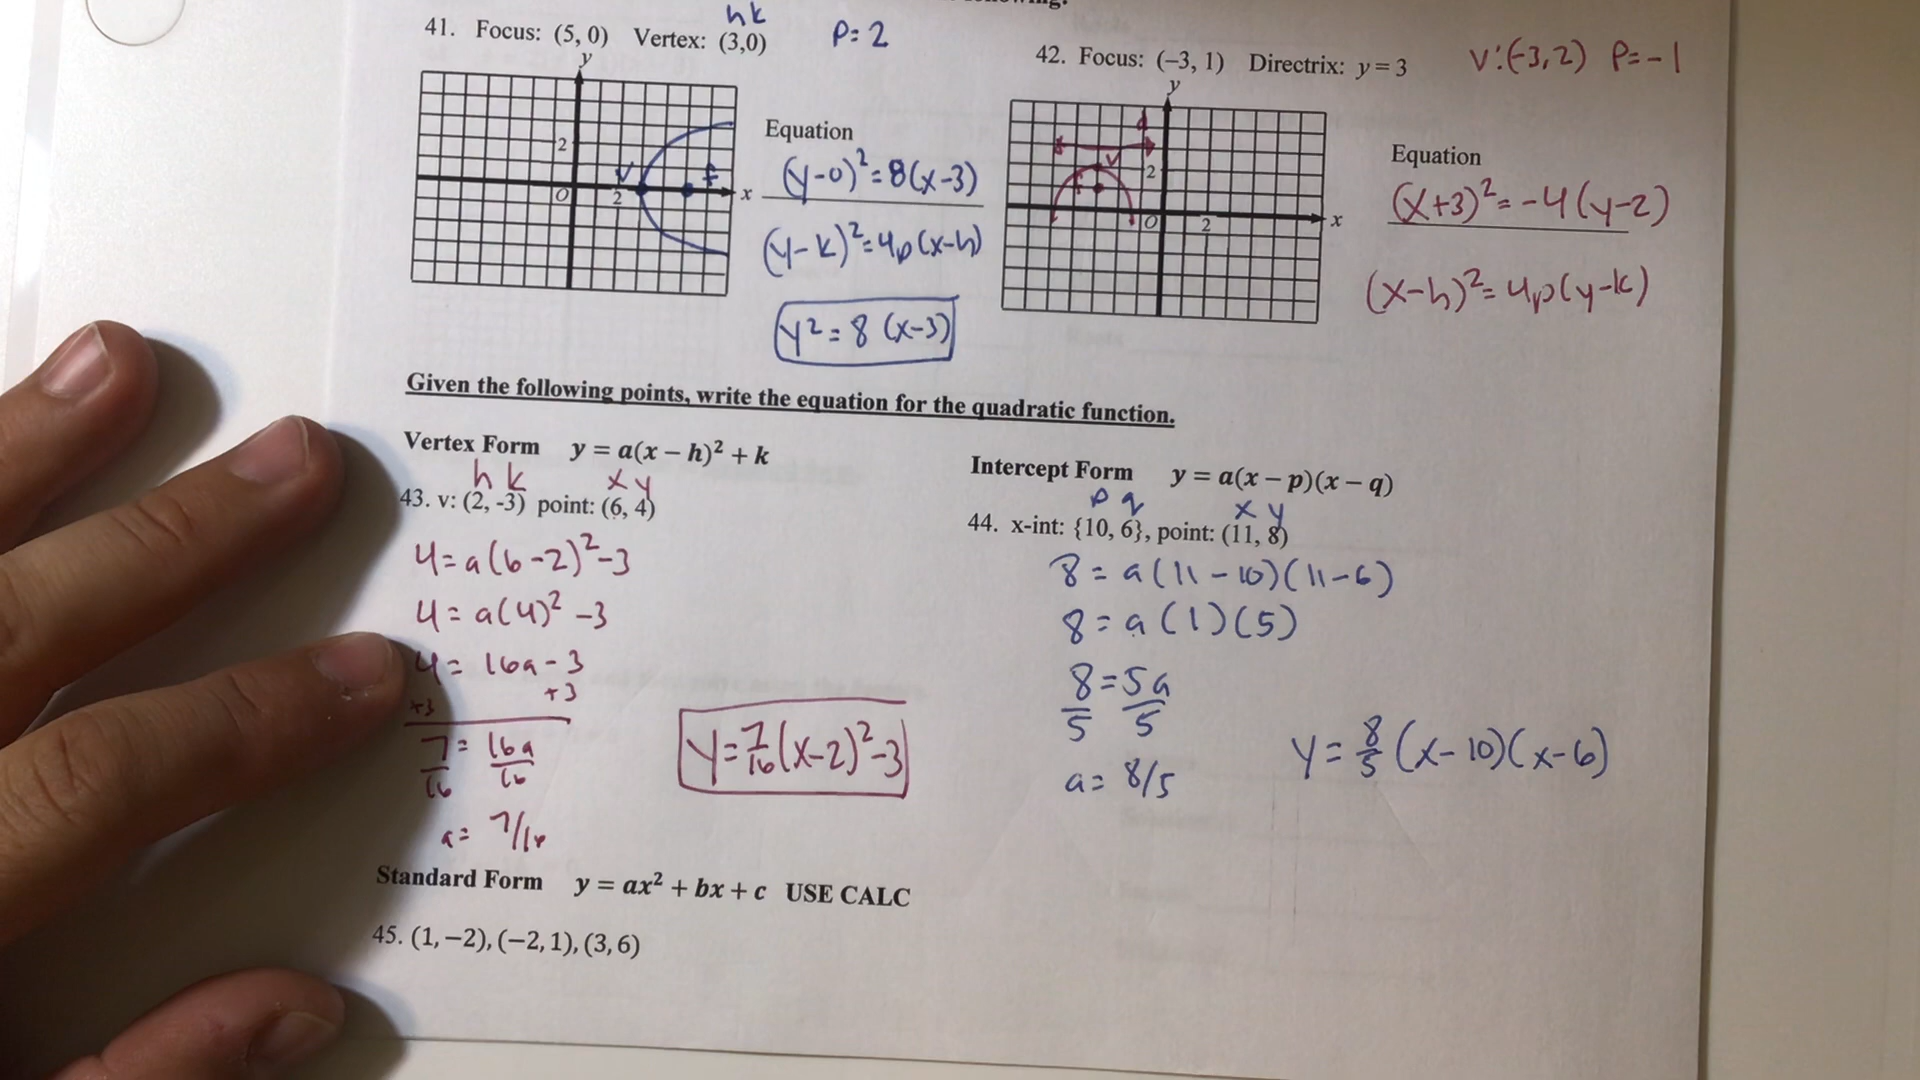 41. Focus: (5, 0) Vertex: (3,0)
h k
P=2
y
2
O
2
x
V
f
Equation
(y-0)²=8(x-3)
(y-k)²=4p(x-h)
y²=8(x-3)
42. Focus: (−3, 1) Directrix: y = 3
V:(-3,2) P=-1
y
d
V
f
2
O
2
x
Equation
(x+3)²=-4(y-2)
(x-h)²=4p(y-k)
Given the following points, write the equation for the quadratic function.
Vertex Form y = a(x − h)² + k
h k x y
43. v: (2, -3) point: (6, 4)
4=a(6-2)²-3
4=a(4)²-3
4=16a-3
+3 +3
7=16a
16 16
a=7/16
y=7/16(x-2)²-3
Intercept Form y = a(x − p)(x − q)
p q x y
44. x-int: {10, 6}, point: (11, 8)
8=a(11-10)(11-6)
8=a(1)(5)
8=5a
5 5
a=8/5
y=8/5(x-10)(x-6)
Standard Form y = ax² + bx + c USE CALC
45. (1, −2), (−2, 1), (3, 6)